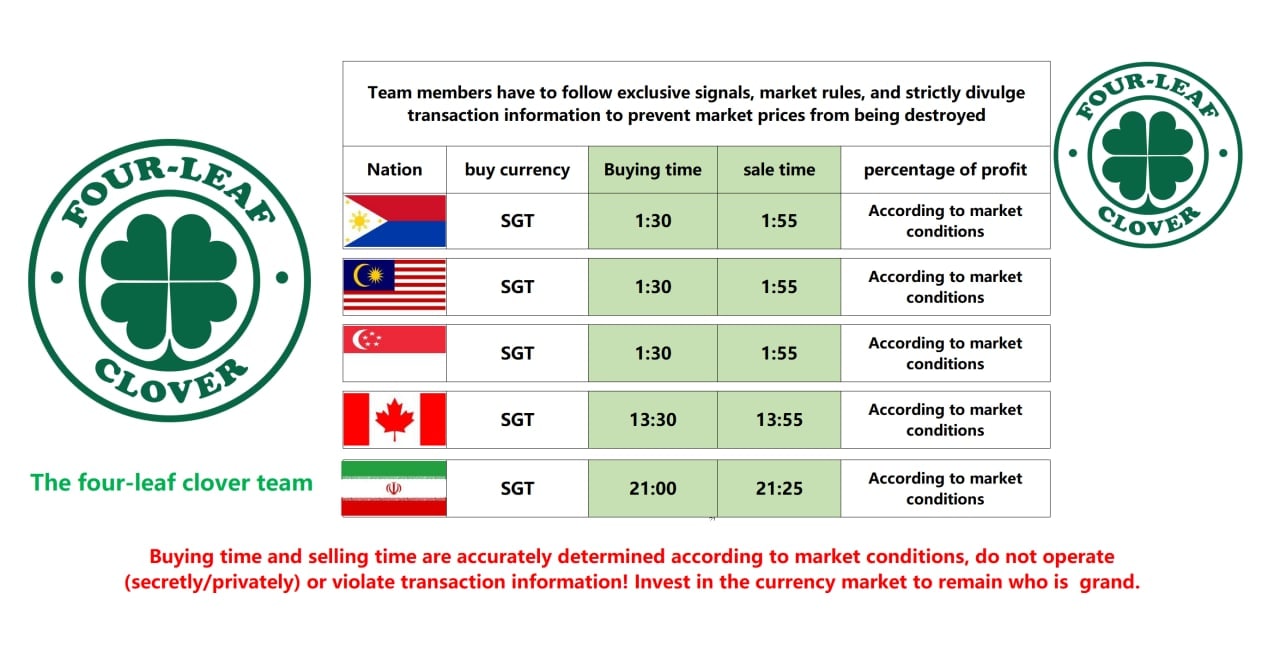 Team members have to follow exclusive signals, market rules, and strictly divulge
transaction information to prevent market prices from being destroyed
FOUR-LEAF
CLOVER
FOUR-LEAF
CLOVER
Nation buy currency Buying time sale time percentage of profit
SGT 1:30 1:55 According to market
conditions
SGT 1:30 1:55 According to market
conditions
SGT 1:30 1:55 According to market
conditions
SGT 13:30 13:55 According to market
conditions
The four-leaf clover team
SGT 21:00 21:25 According to market
conditions
Buying time and selling time are accurately determined according to market conditions, do not operate
(secretly/privately) or violate transaction information! Invest in the currency market to remain who is grand.